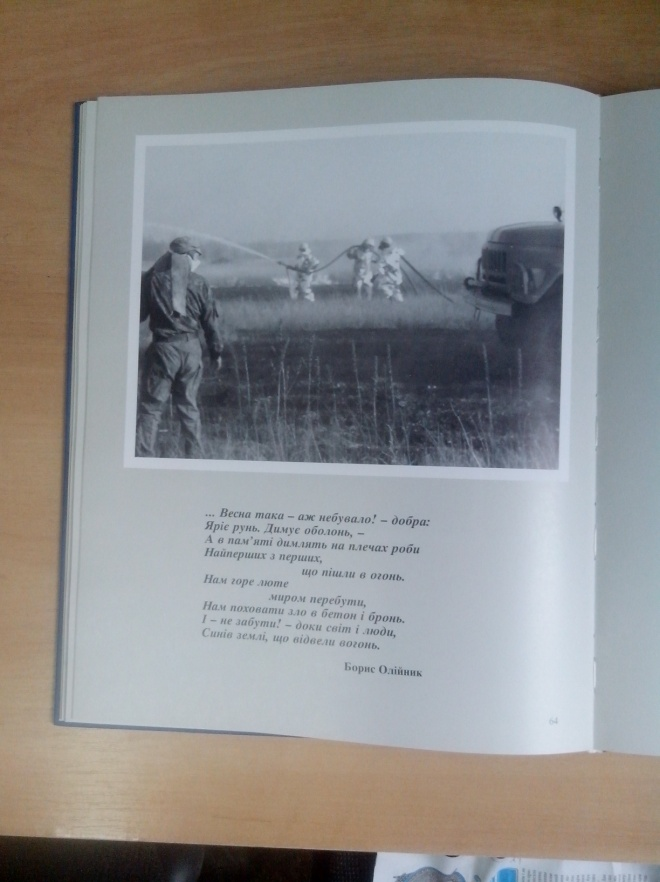 ... Весна така – аж небувало! – добра:
Яріє рунь. Димує оболонь, –
А в пам'яті димлять на плечах роби
Найперших з перших,
що пішли в огонь.
Нам горе люте
миром перебути,
Нам поховати зло в бетон і бронь.
І – не забути! – доки світ і люди,
Синів землі, що відвели вогонь.
Борис Олійник
64